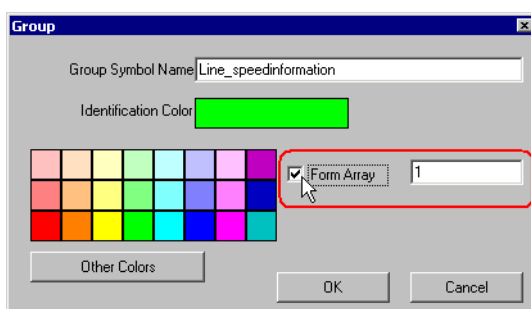 Group
Group Symbol Name Line_speedinformation
Identification Color
Form Array 1
Other Colors
OK Cancel